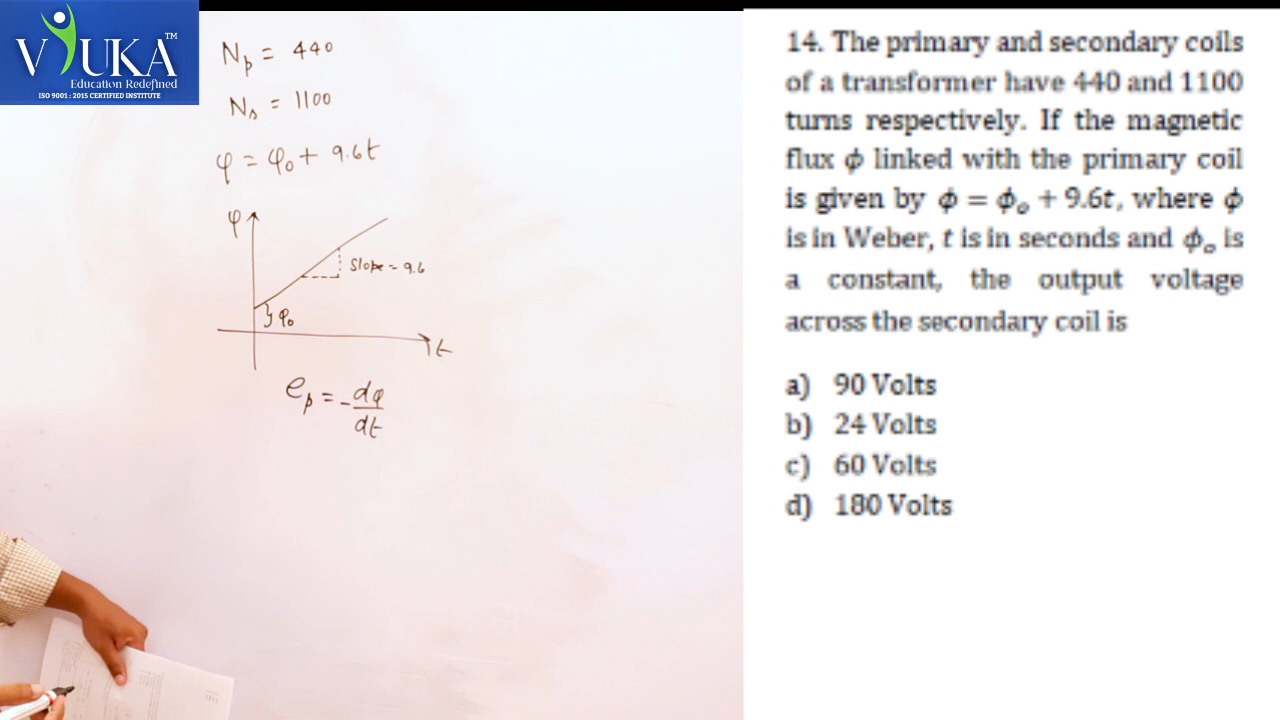 VIUKA™
Education Redefined
ISO 9001 : 2015 CERTIFIED INSTITUTE
Np = 440
Ns = 1100
φ = φ₀ + 9.6t
φ
Slope = 9.6
φ₀
t
eₚ = -dφ/dt
14. The primary and secondary coils
of a transformer have 440 and 1100
turns respectively. If the magnetic
flux ϕ linked with the primary coil
is given by ϕ = ϕₒ + 9.6t, where ϕ
is in Weber, t is in seconds and ϕₒ is
a constant, the output voltage
across the secondary coil is
a) 90 Volts
b) 24 Volts
c) 60 Volts
d) 180 Volts